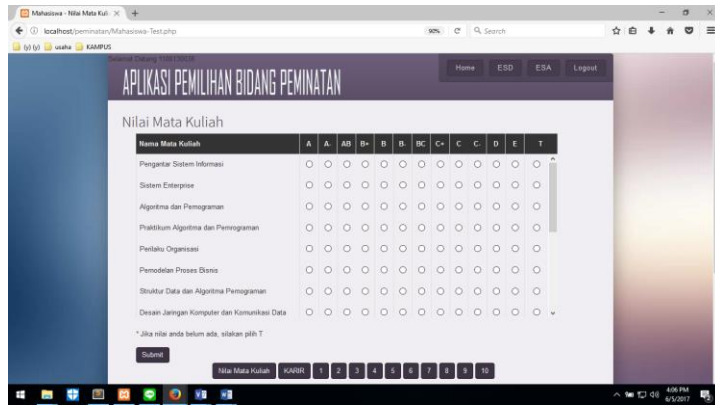 Mahasiswa - Nilai Mata Kuli
localhost/peminatan/Mahasiswa-Test.php
90%
Search
(y) (y) usaha KAMPUS
Selamat Datang
APLIKASI PEMILIHAN BIDANG PEMINATAN
Home ESD ESA Logout
Nilai Mata Kuliah
Nama Mata Kuliah A A- AB B+ B B- BC C+ C C- D E T
Pengantar Sistem Informasi
Sistem Enterprise
Algoritma dan Pemograman
Praktikum Algoritma dan Pemrograman
Perilaku Organisasi
Pemodelan Proses Bisnis
Struktur Data dan Algoritma Pemograman
Desain Jaringan Komputer dan Komunikasi Data
* Jika nilai anda belum ada, silakan pilih T
Submit
Nilai Mata Kuliah KARIR 1 2 3 4 5 6 7 8 9 10
4:06 PM
6/5/2017